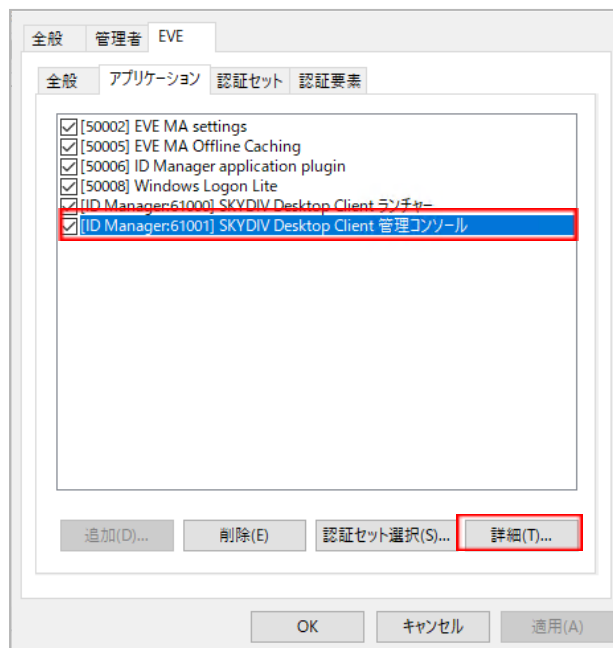 全般 管理者 EVE
全般 アプリケーション 認証セット 認証要素
[50002] EVE MA settings
[50005] EVE MA Offline Caching
[50006] ID Manager application plugin
[50008] Windows Logon Lite
[ID Manager:61000] SKYDIV Desktop Client ランチャー
[ID Manager:61001] SKYDIV Desktop Client 管理コンソール
追加(D)... 削除(E) 認証セット選択(S)... 詳細(T)...
OK キャンセル 適用(A)